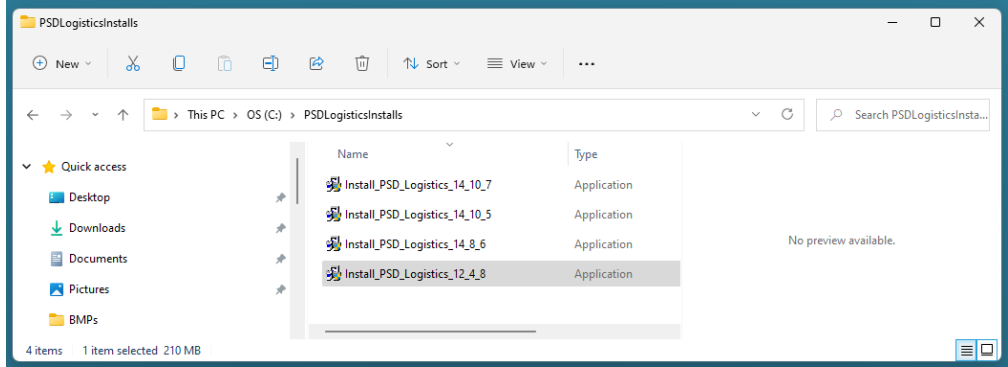 PSDLogisticsInstalls
New Sort View
This PC > OS (C:) > PSDLogisticsInstalls
Search PSDLogisticsInsta...
Name Type
Quick access
Desktop
Downloads
Documents
Pictures
BMPs
Install_PSD_Logistics_14_10_7 Application
Install_PSD_Logistics_14_10_5 Application
Install_PSD_Logistics_14_8_6 Application
Install_PSD_Logistics_12_4_8 Application
No preview available.
4 items 1 item selected 210 MB